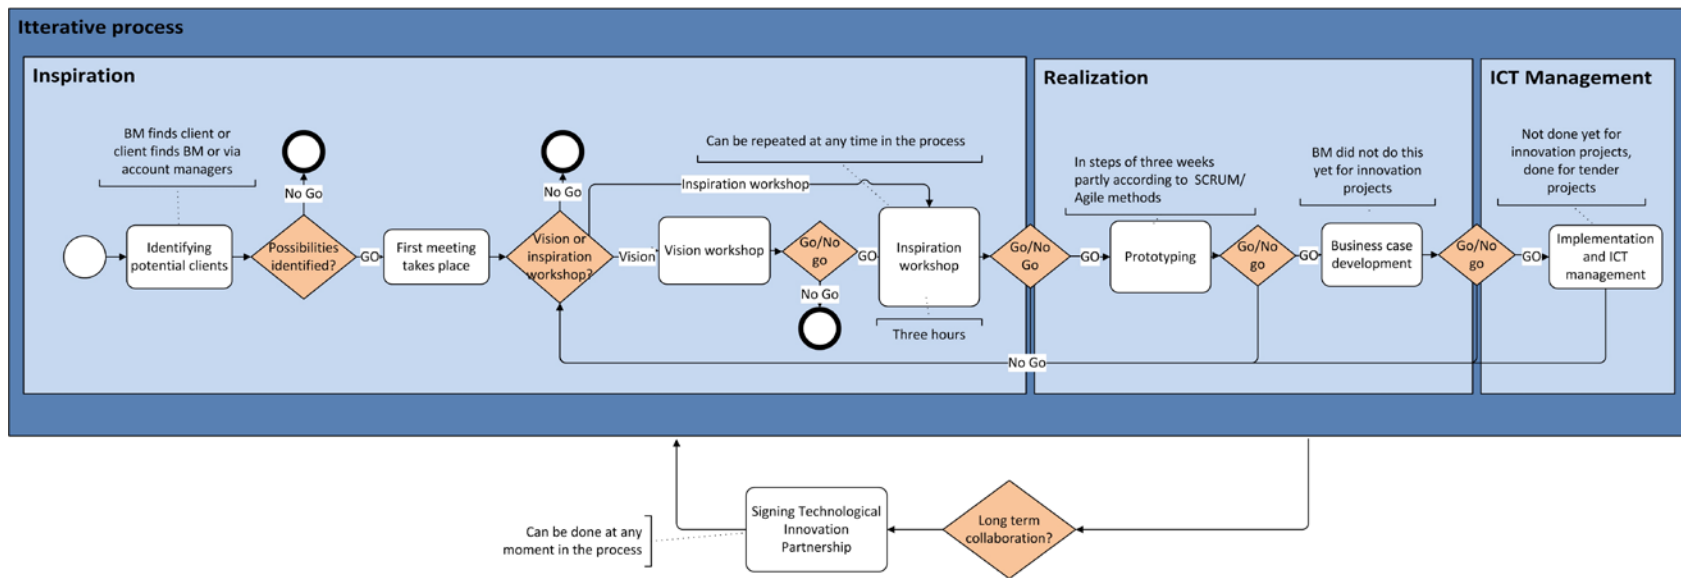 Itterative process
Inspiration
Realization
ICT Management
BM finds client or
client finds BM or via
account managers
No Go
No Go
Can be repeated at any time in the process
In steps of three weeks
partly according to SCRUM/
Agile methods
BM did not do this
yet for innovation
projects
Not done yet for
innovation projects,
done for tender
projects
Inspiration workshop
Identifying
potential clients
Possibilities
identified?
GO
First meeting
takes place
Vision or
inspiration
workshop?
Vision
Vision workshop
Go/No
go
GO
No Go
Inspiration
workshop
Three hours
Go/No
Go
GO
Prototyping
Go/No
go
GO
Business case
development
Go/No
go
GO
Implementation
and ICT
management
No Go
Can be done at any
moment in the process
Signing Technological
Innovation
Partnership
Long term
collaboration?